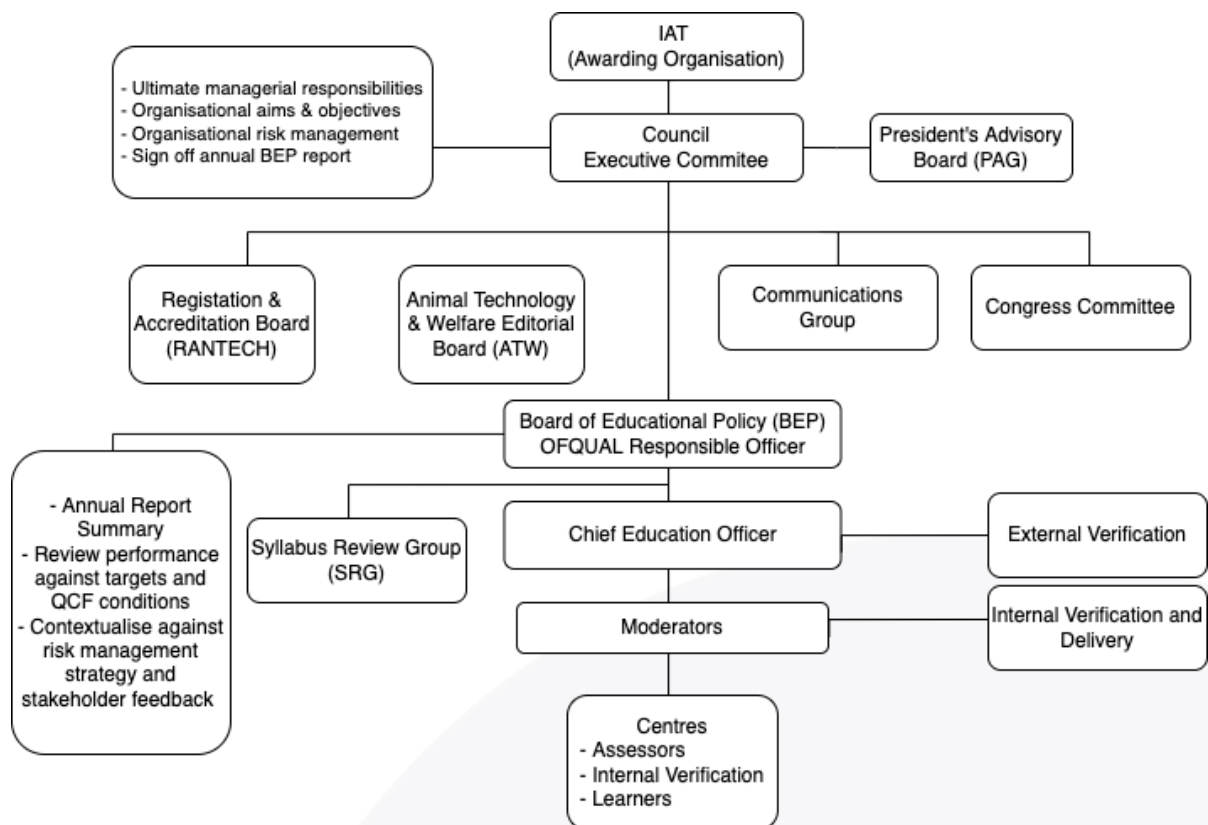 IAT
(Awarding Organisation)
- Ultimate managerial responsibilities
- Organisational aims & objectives
- Organisational risk management
- Sign off annual BEP report
Council
Executive Commitee
President's Advisory
Board (PAG)
Registation &
Accreditation Board
(RANTECH)
Animal Technology
& Welfare Editorial
Board (ATW)
Communications
Group
Congress Committee
Board of Educational Policy (BEP)
OFQUAL Responsible Officer
- Annual Report
Summary
- Review performance
against targets and
QCF conditions
- Contextualise against
risk management
strategy and
stakeholder feedback
Syllabus Review Group
(SRG)
Chief Education Officer
External Verification
Moderators
Internal Verification and
Delivery
Centres
- Assessors
- Internal Verification
- Learners